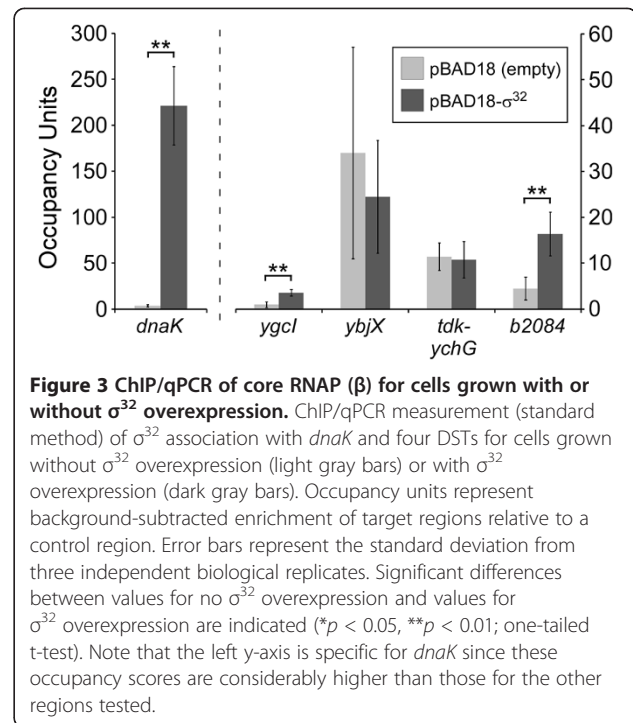 Occupancy Units
300
250
200
150
100
50
0
**
**
**
pBAD18 (empty)
pBAD18-σ³²
60
50
40
30
20
10
0
dnaK
ygcI
ybjX
tdk-
ychG
b2084
Figure 3 ChIP/qPCR of core RNAP (β) for cells grown with or
without σ³² overexpression. ChIP/qPCR measurement (standard
method) of σ³² association with dnaK and four DSTs for cells grown
without σ³² overexpression (light gray bars) or with σ³²
overexpression (dark gray bars). Occupancy units represent
background-subtracted enrichment of target regions relative to a
control region. Error bars represent the standard deviation from
three independent biological replicates. Significant differences
between values for no σ³² overexpression and values for
σ³² overexpression are indicated (*p < 0.05, **p < 0.01; one-tailed
t-test). Note that the left y-axis is specific for dnaK since these
occupancy scores are considerably higher than those for the other
regions tested.